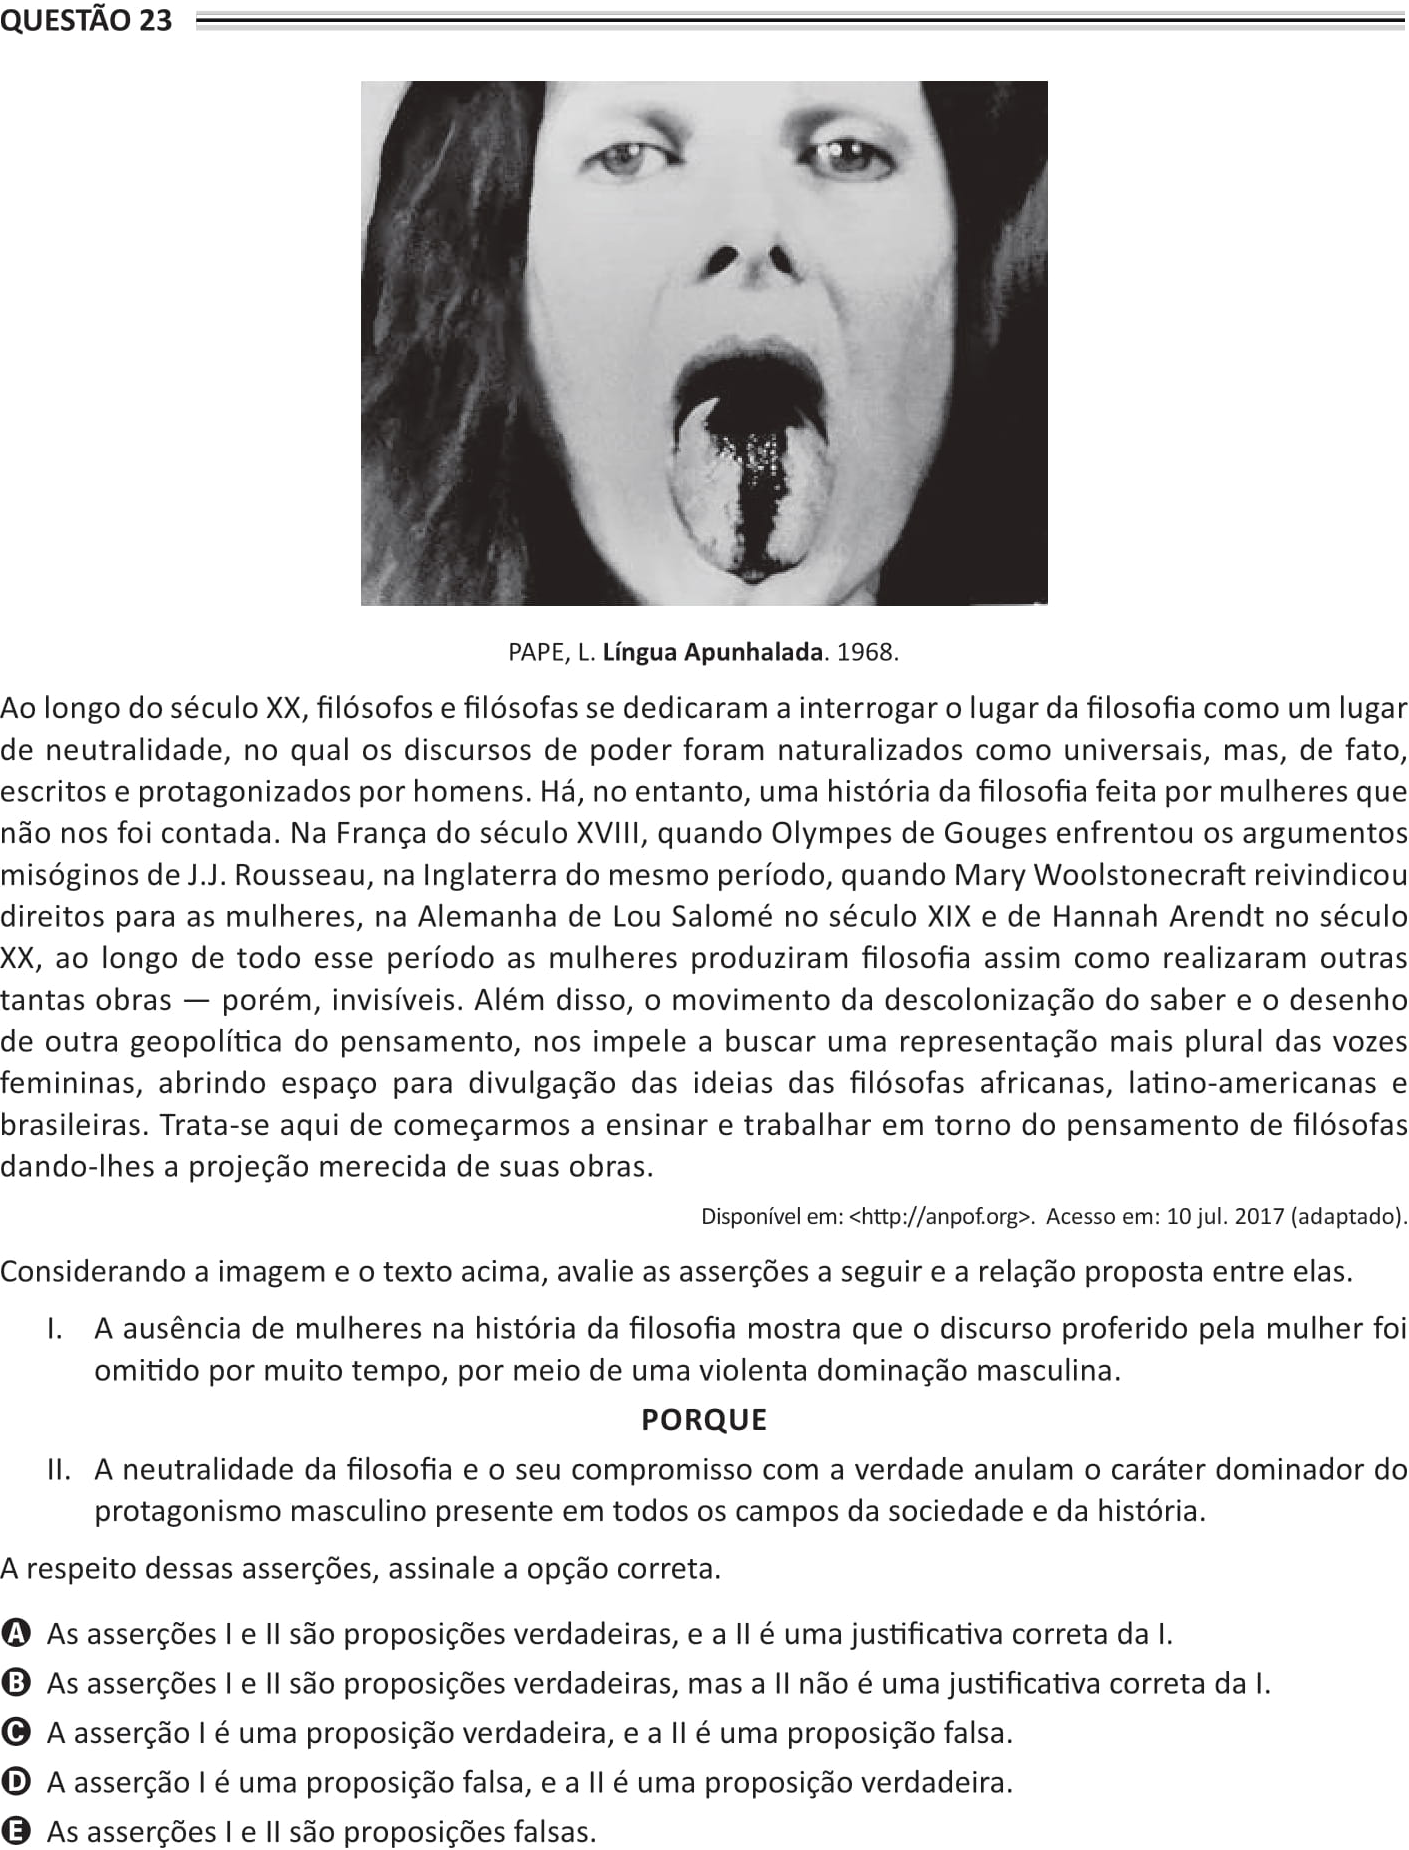 QUESTÃO 23
PAPE, L. Língua Apunhalada. 1968.
Ao longo do século XX, filósofos e filósofas se dedicaram a interrogar o lugar da filosofia como um lugar
de neutralidade, no qual os discursos de poder foram naturalizados como universais, mas, de fato,
escritos e protagonizados por homens. Há, no entanto, uma história da filosofia feita por mulheres que
não nos foi contada. Na França do século XVIII, quando Olympes de Gouges enfrentou os argumentos
misóginos de J.J. Rousseau, na Inglaterra do mesmo período, quando Mary Woolstonecraft reivindicou
direitos para as mulheres, na Alemanha de Lou Salomé no século XIX e de Hannah Arendt no século
XX, ao longo de todo esse período as mulheres produziram filosofia assim como realizaram outras
tantas obras — porém, invisíveis. Além disso, o movimento da descolonização do saber e o desenho
de outra geopolítica do pensamento, nos impele a buscar uma representação mais plural das vozes
femininas, abrindo espaço para divulgação das ideias das filósofas africanas, latino-americanas e
brasileiras. Trata-se aqui de começarmos a ensinar e trabalhar em torno do pensamento de filósofas
dando-lhes a projeção merecida de suas obras.
Disponível em: <http://anpof.org>. Acesso em: 10 jul. 2017 (adaptado).
Considerando a imagem e o texto acima, avalie as asserções a seguir e a relação proposta entre elas.
I. A ausência de mulheres na história da filosofia mostra que o discurso proferido pela mulher foi
omitido por muito tempo, por meio de uma violenta dominação masculina.
PORQUE
II. A neutralidade da filosofia e o seu compromisso com a verdade anulam o caráter dominador do
protagonismo masculino presente em todos os campos da sociedade e da história.
A respeito dessas asserções, assinale a opção correta.
A As asserções I e II são proposições verdadeiras, e a II é uma justificativa correta da I.
B As asserções I e II são proposições verdadeiras, mas a II não é uma justificativa correta da I.
C A asserção I é uma proposição verdadeira, e a II é uma proposição falsa.
D A asserção I é uma proposição falsa, e a II é uma proposição verdadeira.
E As asserções I e II são proposições falsas.